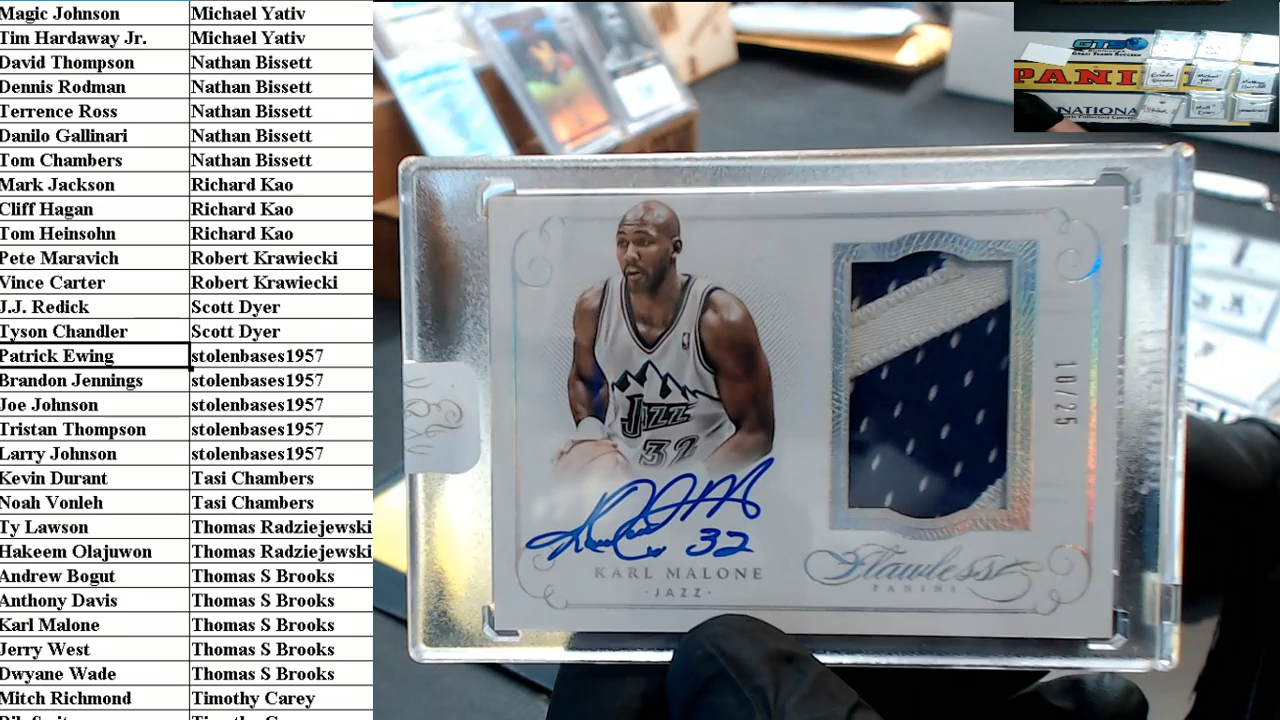 Magic Johnson Michael Yativ
Tim Hardaway Jr. Michael Yativ
David Thompson Nathan Bissett
Dennis Rodman Nathan Bissett
Terrence Ross Nathan Bissett
Danilo Gallinari Nathan Bissett
Tom Chambers Nathan Bissett
Mark Jackson Richard Kao
Cliff Hagan Richard Kao
Tom Heinsohn Richard Kao
Pete Maravich Robert Krawiecki
Vince Carter Robert Krawiecki
J.J. Redick Scott Dyer
Tyson Chandler Scott Dyer
Patrick Ewing stolenbases1957
Brandon Jennings stolenbases1957
Joe Johnson stolenbases1957
Tristan Thompson stolenbases1957
Larry Johnson stolenbases1957
Kevin Durant Tasi Chambers
Noah Vonleh Tasi Chambers
Ty Lawson Thomas Radziejewski
Hakeem Olajuwon Thomas Radziejewski
Andrew Bogut Thomas S Brooks
Anthony Davis Thomas S Brooks
Karl Malone Thomas S Brooks
Jerry West Thomas S Brooks
Dwyane Wade Thomas S Brooks
Mitch Richmond Timothy Carey
GTS
PANINI
NATIONAL
JAZZ
32
10/25
32
KARL MALONE
·JAZZ·
Flawless
PANINI